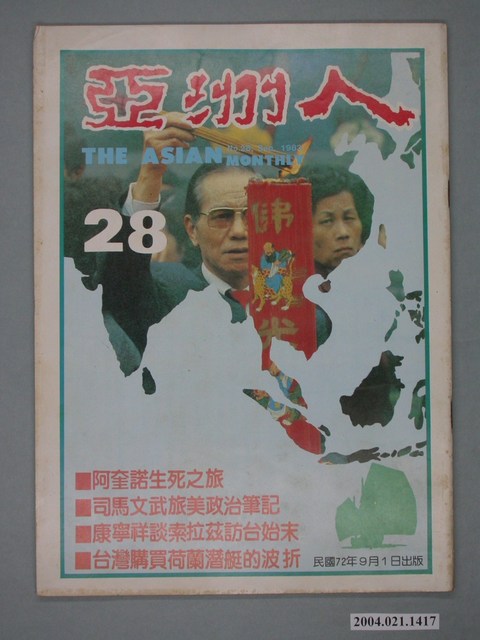 亞洲人
THE ASIAN
MONTHLY
28
■阿奎諾生死之旅
■司馬文武旅美政治筆記
■康寧祥談索拉茲訪台始末
■台灣購買荷蘭潛艇的波折
民國72年9月1日出版
2004.021.1417